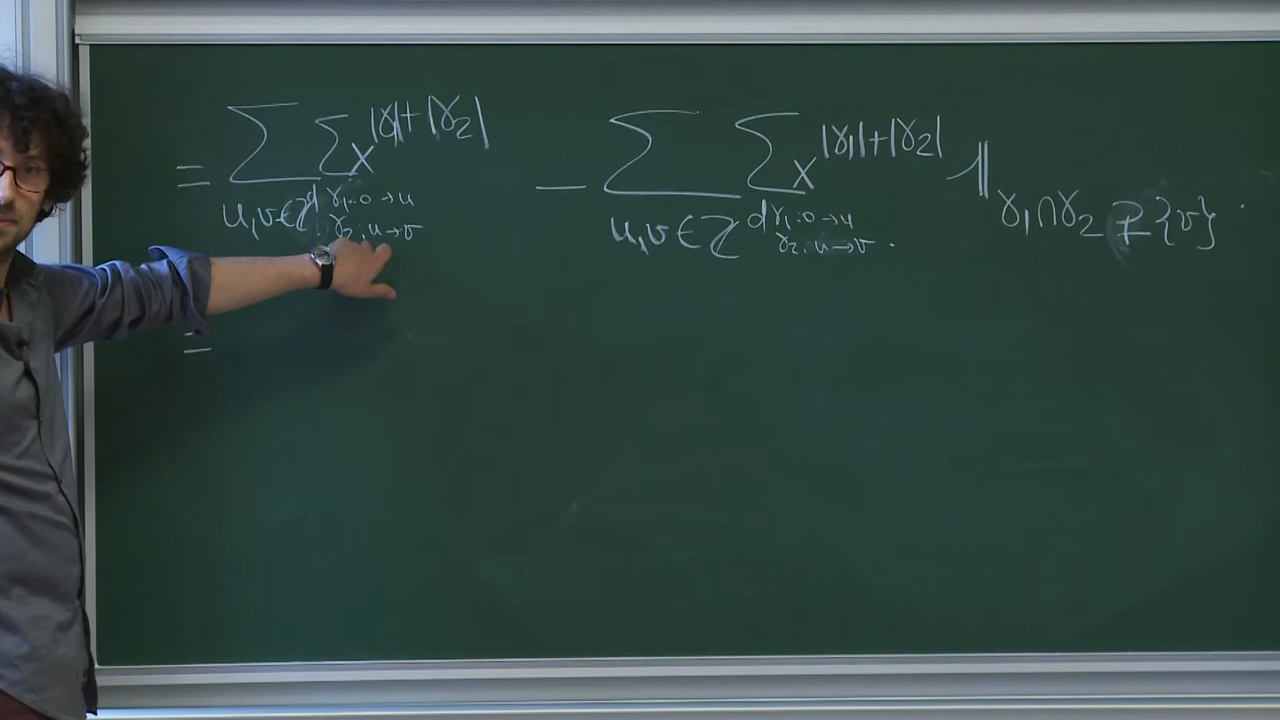 = ∑ ∑ x^{|γ₁|+|γ₂|} − ∑ ∑ x^{|γ₁|+|γ₂|} 𝟙_{γ₁∩γ₂ ⊋ {v}} .
u,v∈ℤ^d γ₁:0→u u,v∈ℤ^d γ₁:0→u
γ₂:u→v γ₂:u→v .
=